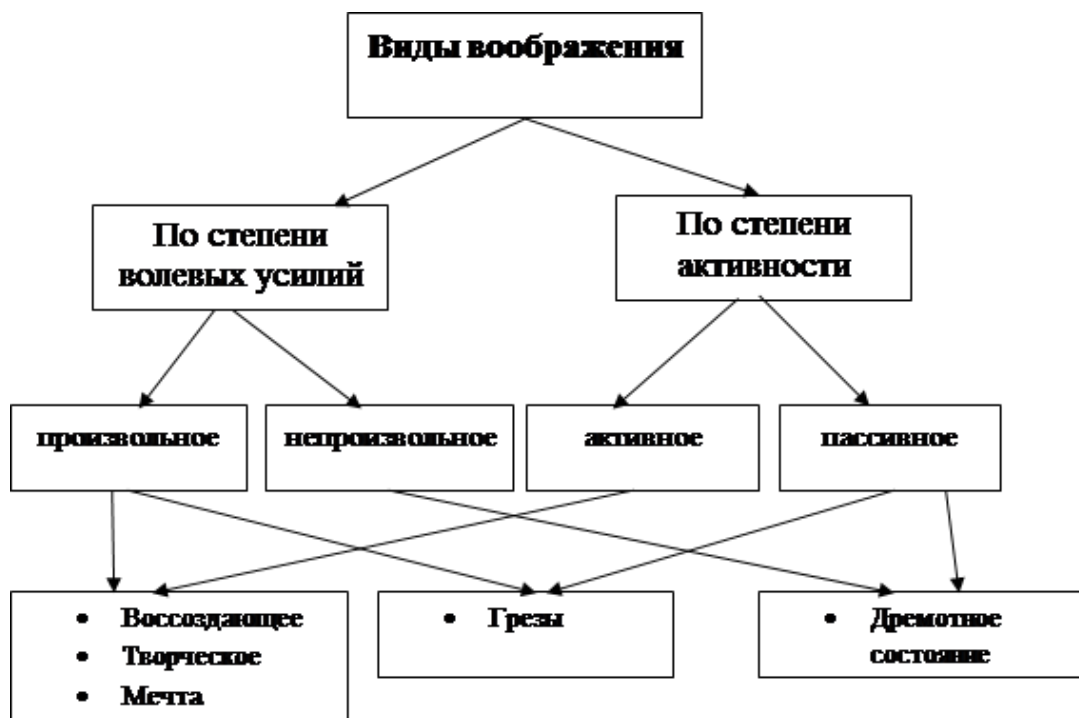 Виды воображения
По степени
волевых усилий
По степени
активности
произвольное
непроизвольное
активное
пассивное
• Воссоздающее
• Творческое
• Мечта
• Грезы
• Дремотное
состояние